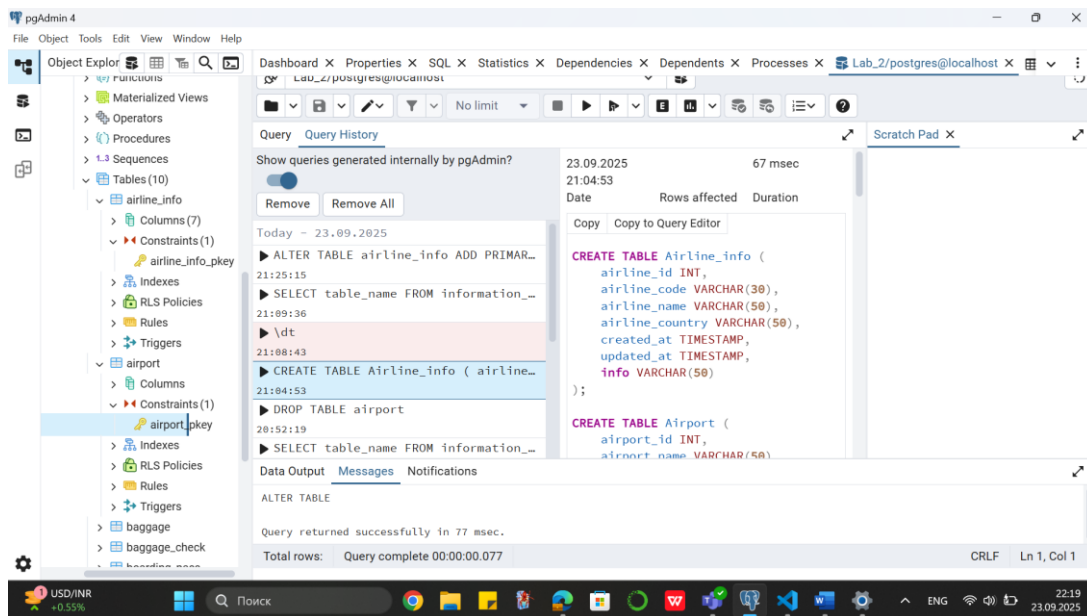 pgAdmin 4
File Object Tools Edit View Window Help
Object Explor
Dashboard X Properties X SQL X Statistics X Dependencies X Dependents X Processes X Lab_2/postgres@localhost X
Functions
Materialized Views
Operators
Procedures
1..3 Sequences
Tables (10)
airline_info
Columns (7)
Constraints (1)
airline_info_pkey
Indexes
RLS Policies
Rules
Triggers
airport
Columns
Constraints (1)
airport_pkey
Indexes
RLS Policies
Rules
Triggers
baggage
baggage_check
boarding_pass
Lab_2/postgres@localhost
No limit
Query Query History
Scratch Pad X
Show queries generated internally by pgAdmin?
Remove Remove All
Today - 23.09.2025
ALTER TABLE airline_info ADD PRIMAR…
21:25:15
SELECT table_name FROM information_…
21:09:36
\dt
21:08:43
CREATE TABLE Airline_info ( airline…
21:04:53
DROP TABLE airport
20:52:19
SELECT table_name FROM information_…
23.09.2025 67 msec
21:04:53
Date Rows affected Duration
Copy Copy to Query Editor
CREATE TABLE Airline_info (
airline_id INT,
airline_code VARCHAR(30),
airline_name VARCHAR(50),
airline_country VARCHAR(50),
created_at TIMESTAMP,
updated_at TIMESTAMP,
info VARCHAR(50)
);
CREATE TABLE Airport (
airport_id INT,
airport_name VARCHAR(50)
Data Output Messages Notifications
ALTER TABLE
Query returned successfully in 77 msec.
Total rows: Query complete 00:00:00.077 CRLF Ln 1, Col 1
1
USD/INR
+0.55%
Поиск
ENG
22:19
23.09.2025